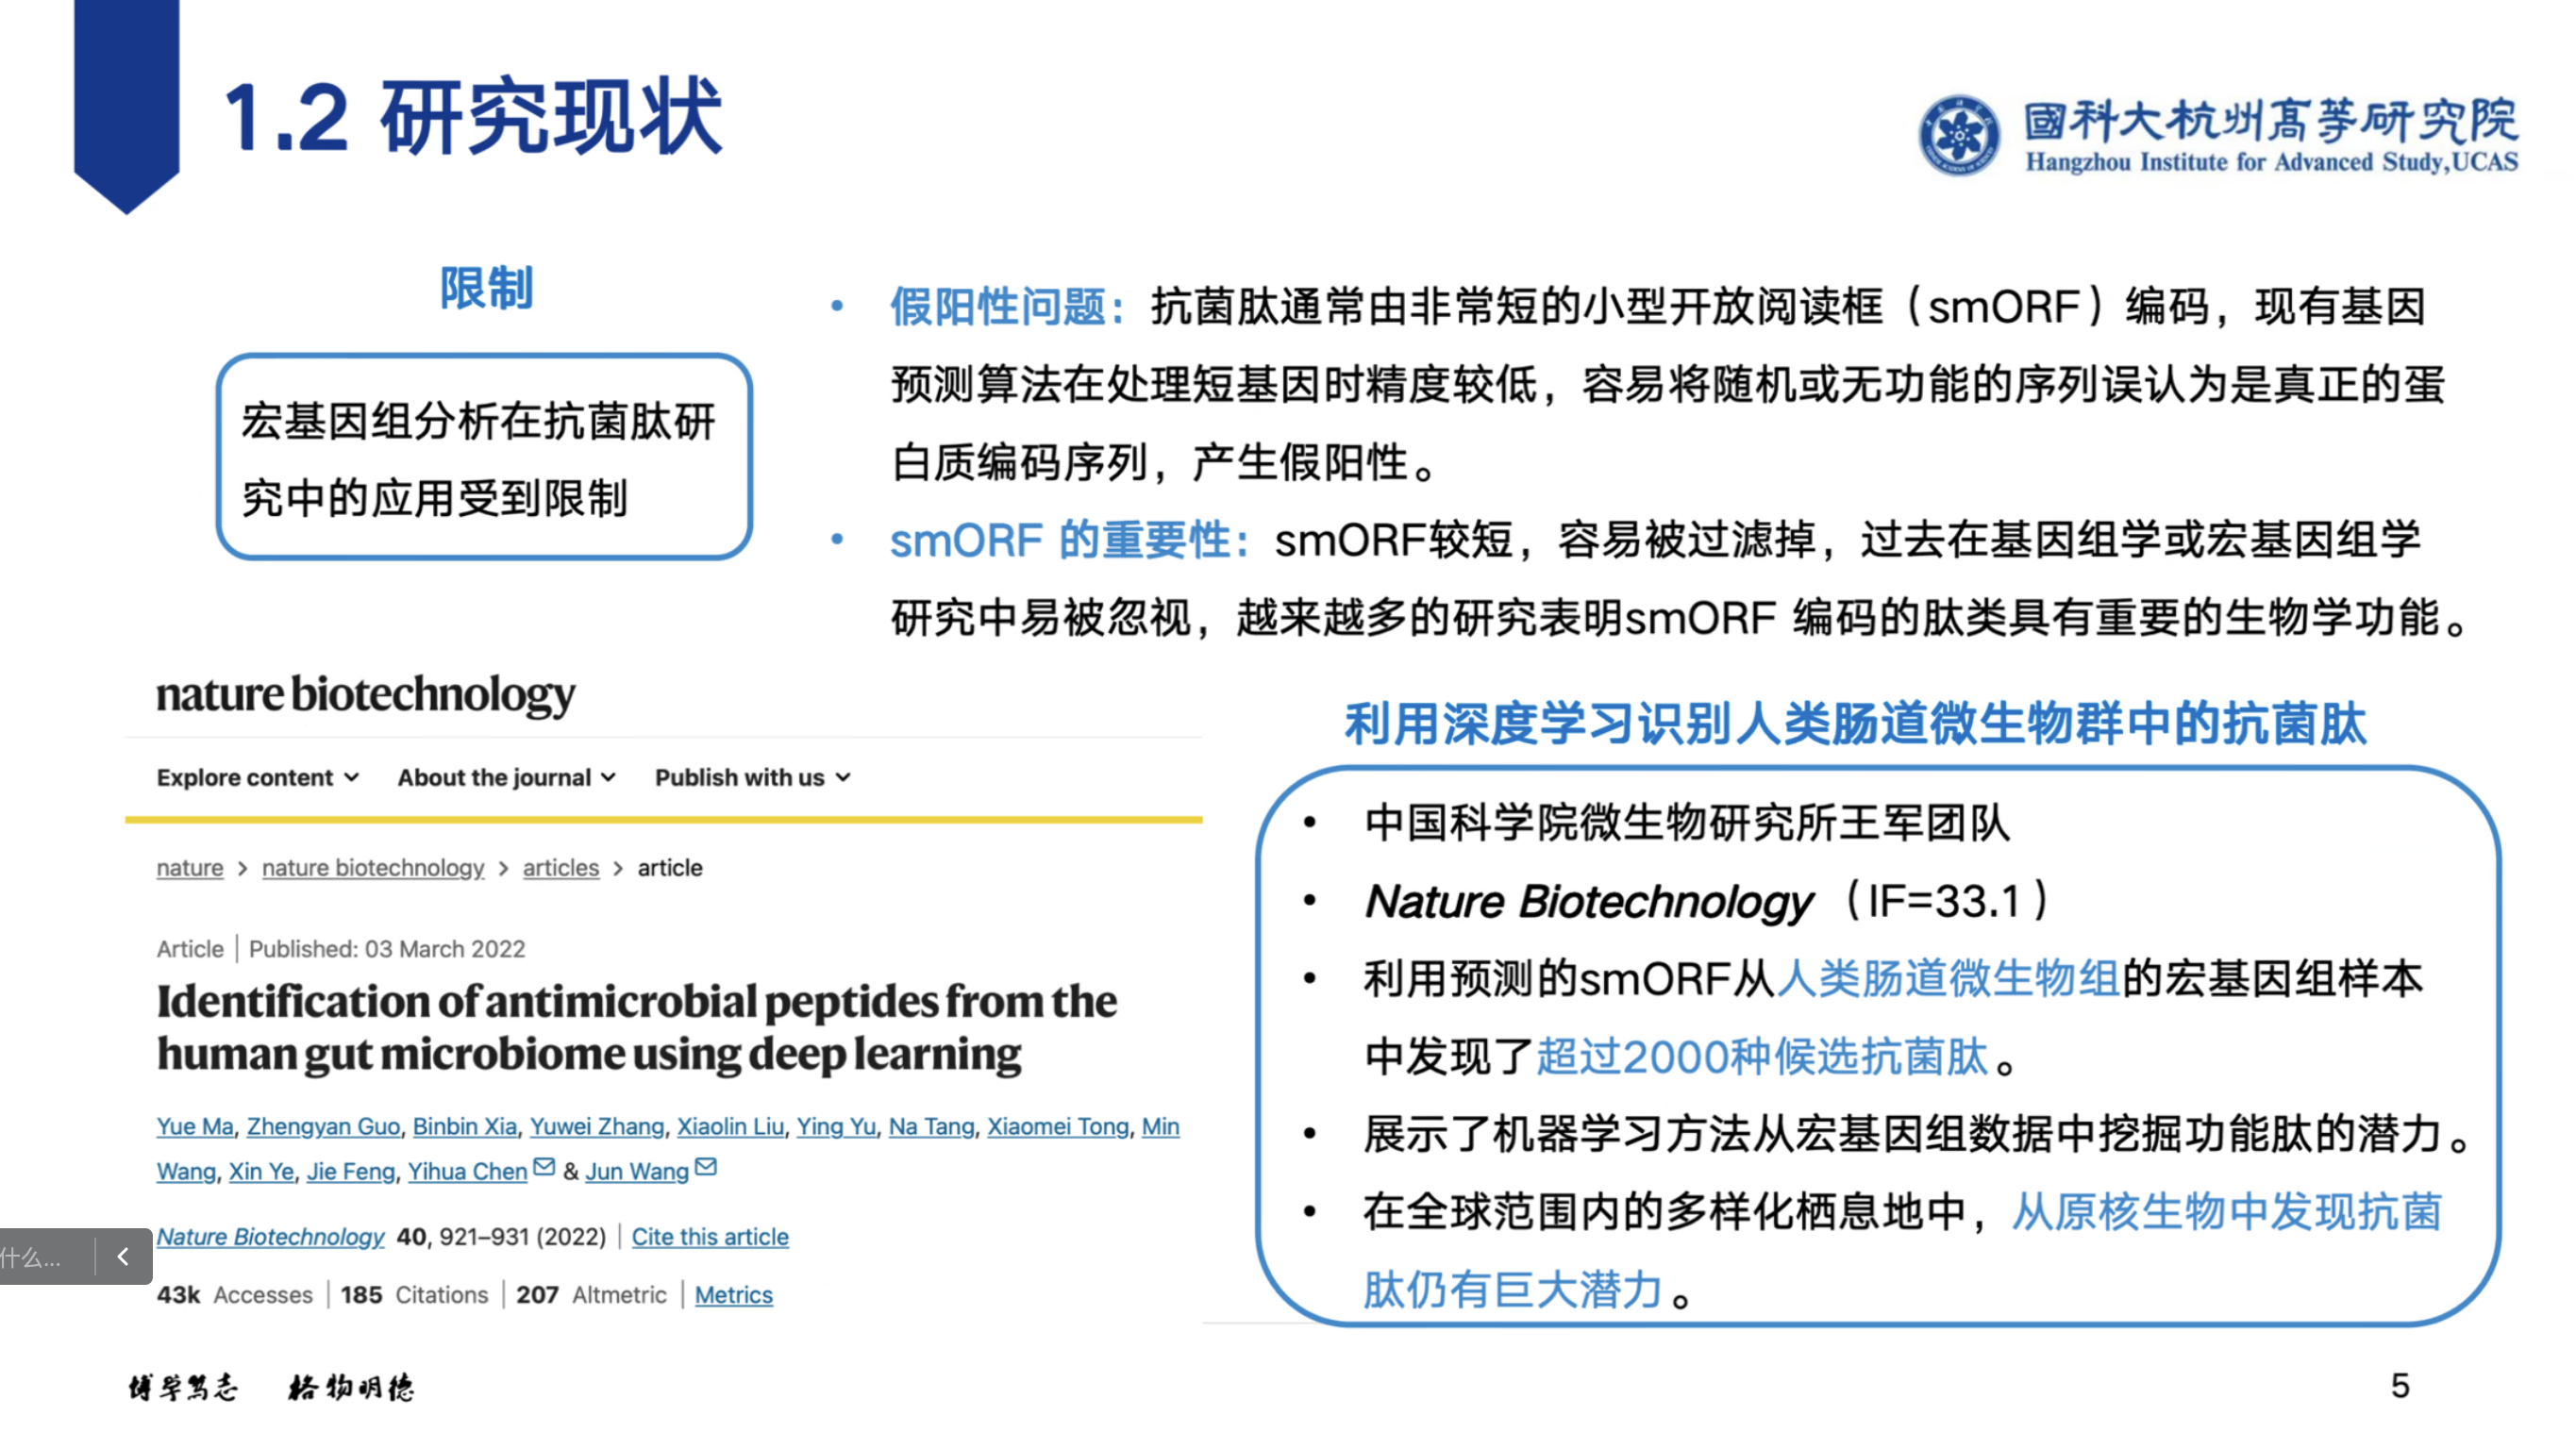 1.2 研究现状
國科大杭州高等研究院
Hangzhou Institute for Advanced Study,UCAS
限制
宏基因组分析在抗菌肽研
究中的应用受到限制
• 假阳性问题：抗菌肽通常由非常短的小型开放阅读框（smORF）编码，现有基因
预测算法在处理短基因时精度较低，容易将随机或无功能的序列误认为是真正的蛋
白质编码序列，产生假阳性。
• smORF 的重要性：smORF较短，容易被过滤掉，过去在基因组学或宏基因组学
研究中易被忽视，越来越多的研究表明smORF 编码的肽类具有重要的生物学功能。
nature biotechnology
Explore content About the journal Publish with us
nature > nature biotechnology > articles > article
Article | Published: 03 March 2022
Identification of antimicrobial peptides from the
human gut microbiome using deep learning
Yue Ma, Zhengyan Guo, Binbin Xia, Yuwei Zhang, Xiaolin Liu, Ying Yu, Na Tang, Xiaomei Tong, Min
Wang, Xin Ye, Jie Feng, Yihua Chen & Jun Wang
Nature Biotechnology 40, 921–931 (2022) | Cite this article
43k Accesses | 185 Citations | 207 Altmetric | Metrics
利用深度学习识别人类肠道微生物群中的抗菌肽
• 中国科学院微生物研究所王军团队
• Nature Biotechnology（IF=33.1）
• 利用预测的smORF从人类肠道微生物组的宏基因组样本
中发现了超过2000种候选抗菌肽。
• 展示了机器学习方法从宏基因组数据中挖掘功能肽的潜力。
• 在全球范围内的多样化栖息地中，从原核生物中发现抗菌
肽仍有巨大潜力。
什么...
博学笃志 格物明德
5